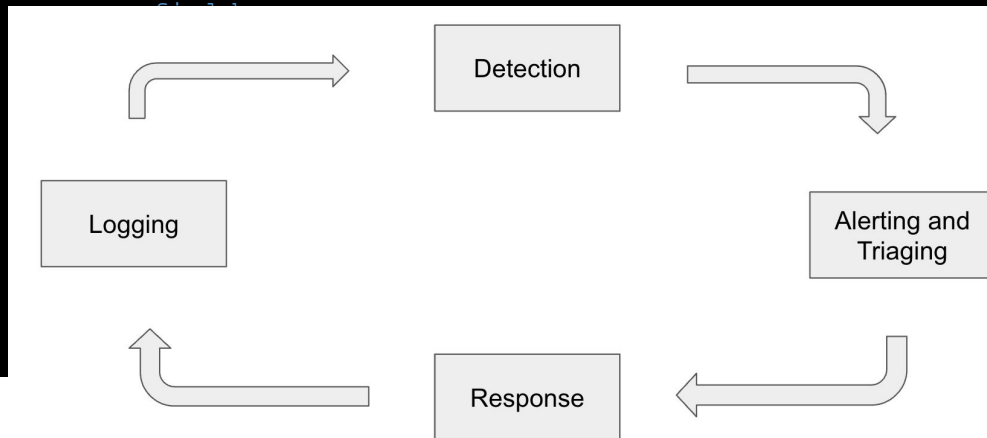 Detection
Logging
Alerting and
Triaging
Response